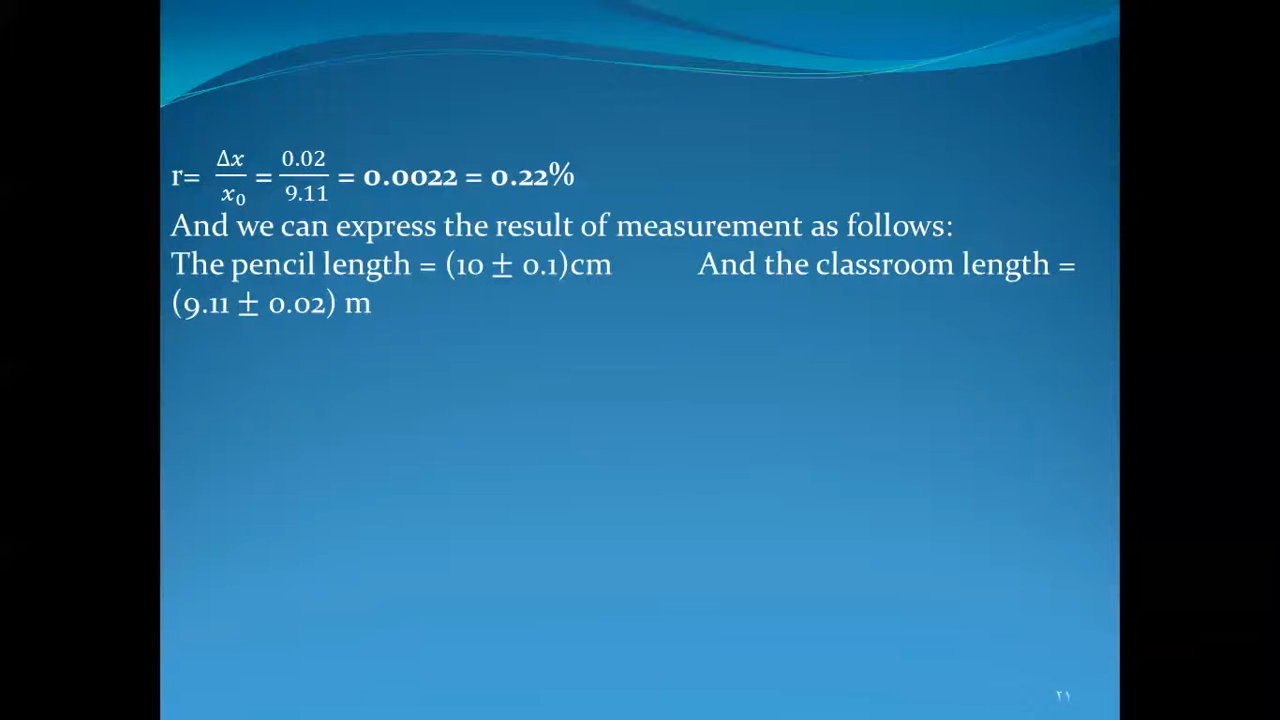 r= Δx/x₀ = 0.02/9.11 = 0.0022 = 0.22%
And we can express the result of measurement as follows:
The pencil length = (10 ± 0.1)cm And the classroom length =
(9.11 ± 0.02) m
٢١